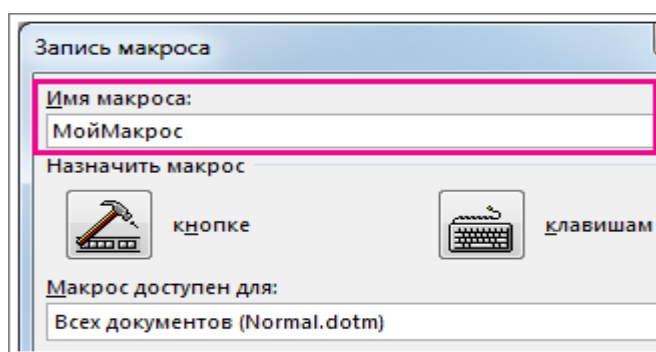 Запись макроса
Имя макроса:
МойМакрос
Назначить макрос
кнопке
клавишам
Макрос доступен для:
Всех документов (Normal.dotm)